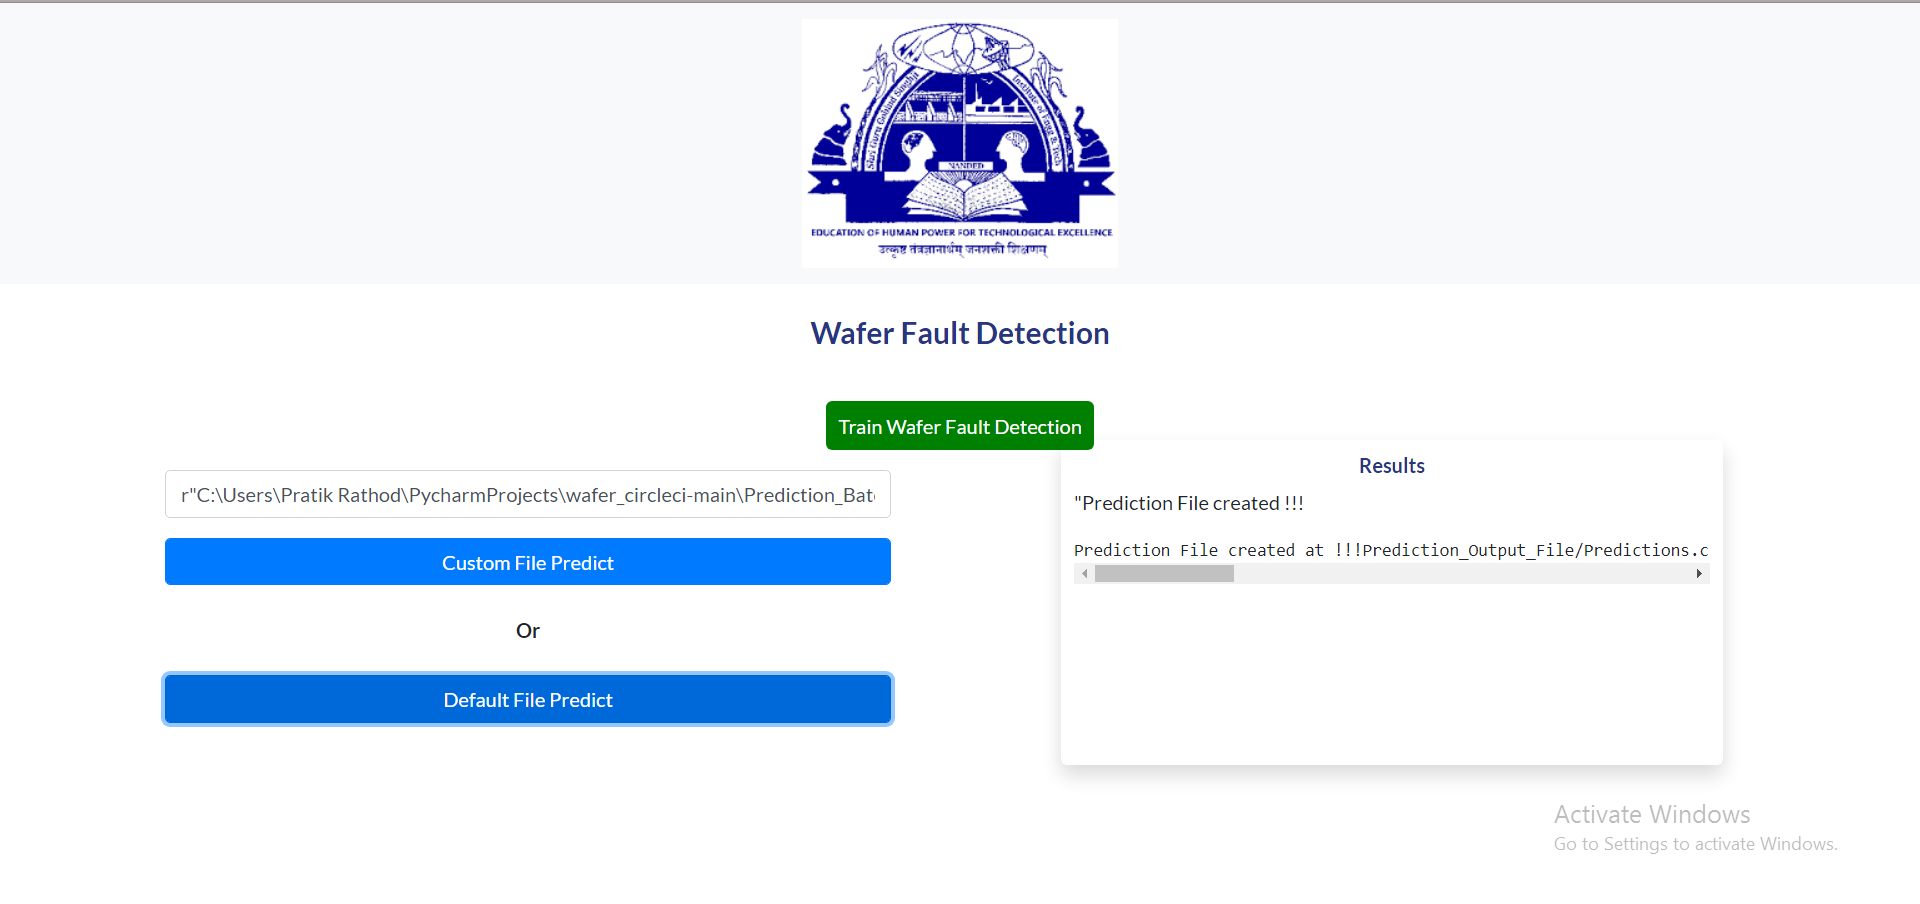 Shri Guru Gobind Singhji
Institute of Engg & Tech
NANDED
EDUCATION OF HUMAN POWER FOR TECHNOLOGICAL EXCELLENCE
उत्कृष्ट तंत्रज्ञानार्थम् जनशक्ती शिक्षणम्
Wafer Fault Detection
Train Wafer Fault Detection
Results
r"C:\Users\Pratik Rathod\PycharmProjects\wafer_circleci-main\Prediction_Bat
"Prediction File created !!!
Prediction File created at !!!Prediction_Output_File/Predictions.c
Custom File Predict
Or
Default File Predict
Activate Windows
Go to Settings to activate Windows.